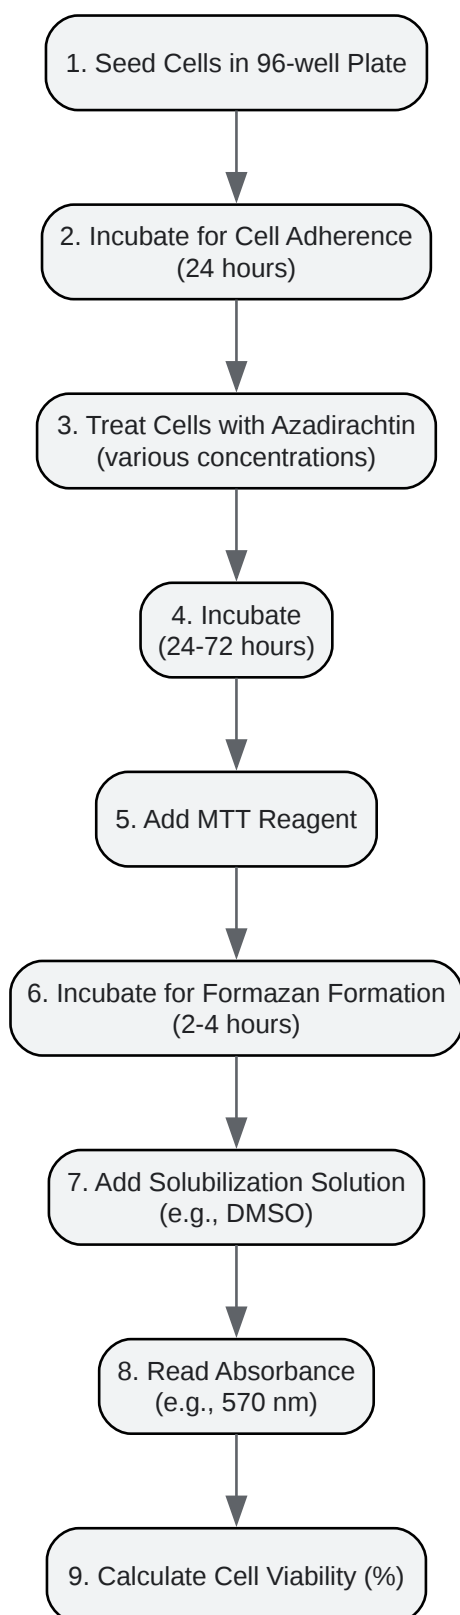 1. Seed Cells in 96-well Plate
2. Incubate for Cell Adherence
(24 hours)
3. Treat Cells with Azadirachtin
(various concentrations)
4. Incubate
(24-72 hours)
5. Add MTT Reagent
6. Incubate for Formazan Formation
(2-4 hours)
7. Add Solubilization Solution
(e.g., DMSO)
8. Read Absorbance
(e.g., 570 nm)
9. Calculate Cell Viability (%)